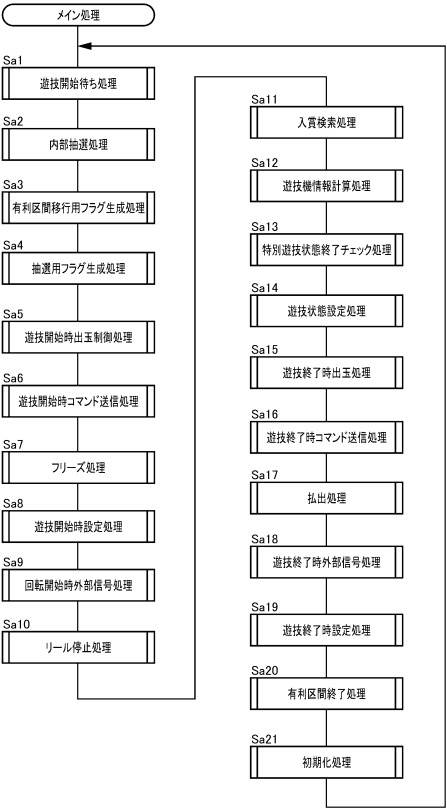 メイン処理
Sa1
遊技開始待ち処理
Sa2
内部抽選処理
Sa3
有利区間移行用フラグ生成処理
Sa4
抽選用フラグ生成処理
Sa5
遊技開始時出玉制御処理
Sa6
遊技開始時コマンド送信処理
Sa7
フリーズ処理
Sa8
遊技開始時設定処理
Sa9
回転開始時外部信号処理
Sa10
リール停止処理
Sa11
入賞検索処理
Sa12
遊技機情報計算処理
Sa13
特別遊技状態終了チェック処理
Sa14
遊技状態設定処理
Sa15
遊技終了時出玉処理
Sa16
遊技終了時コマンド送信処理
Sa17
払出処理
Sa18
遊技終了時外部信号処理
Sa19
遊技終了時設定処理
Sa20
有利区間終了処理
Sa21
初期化処理